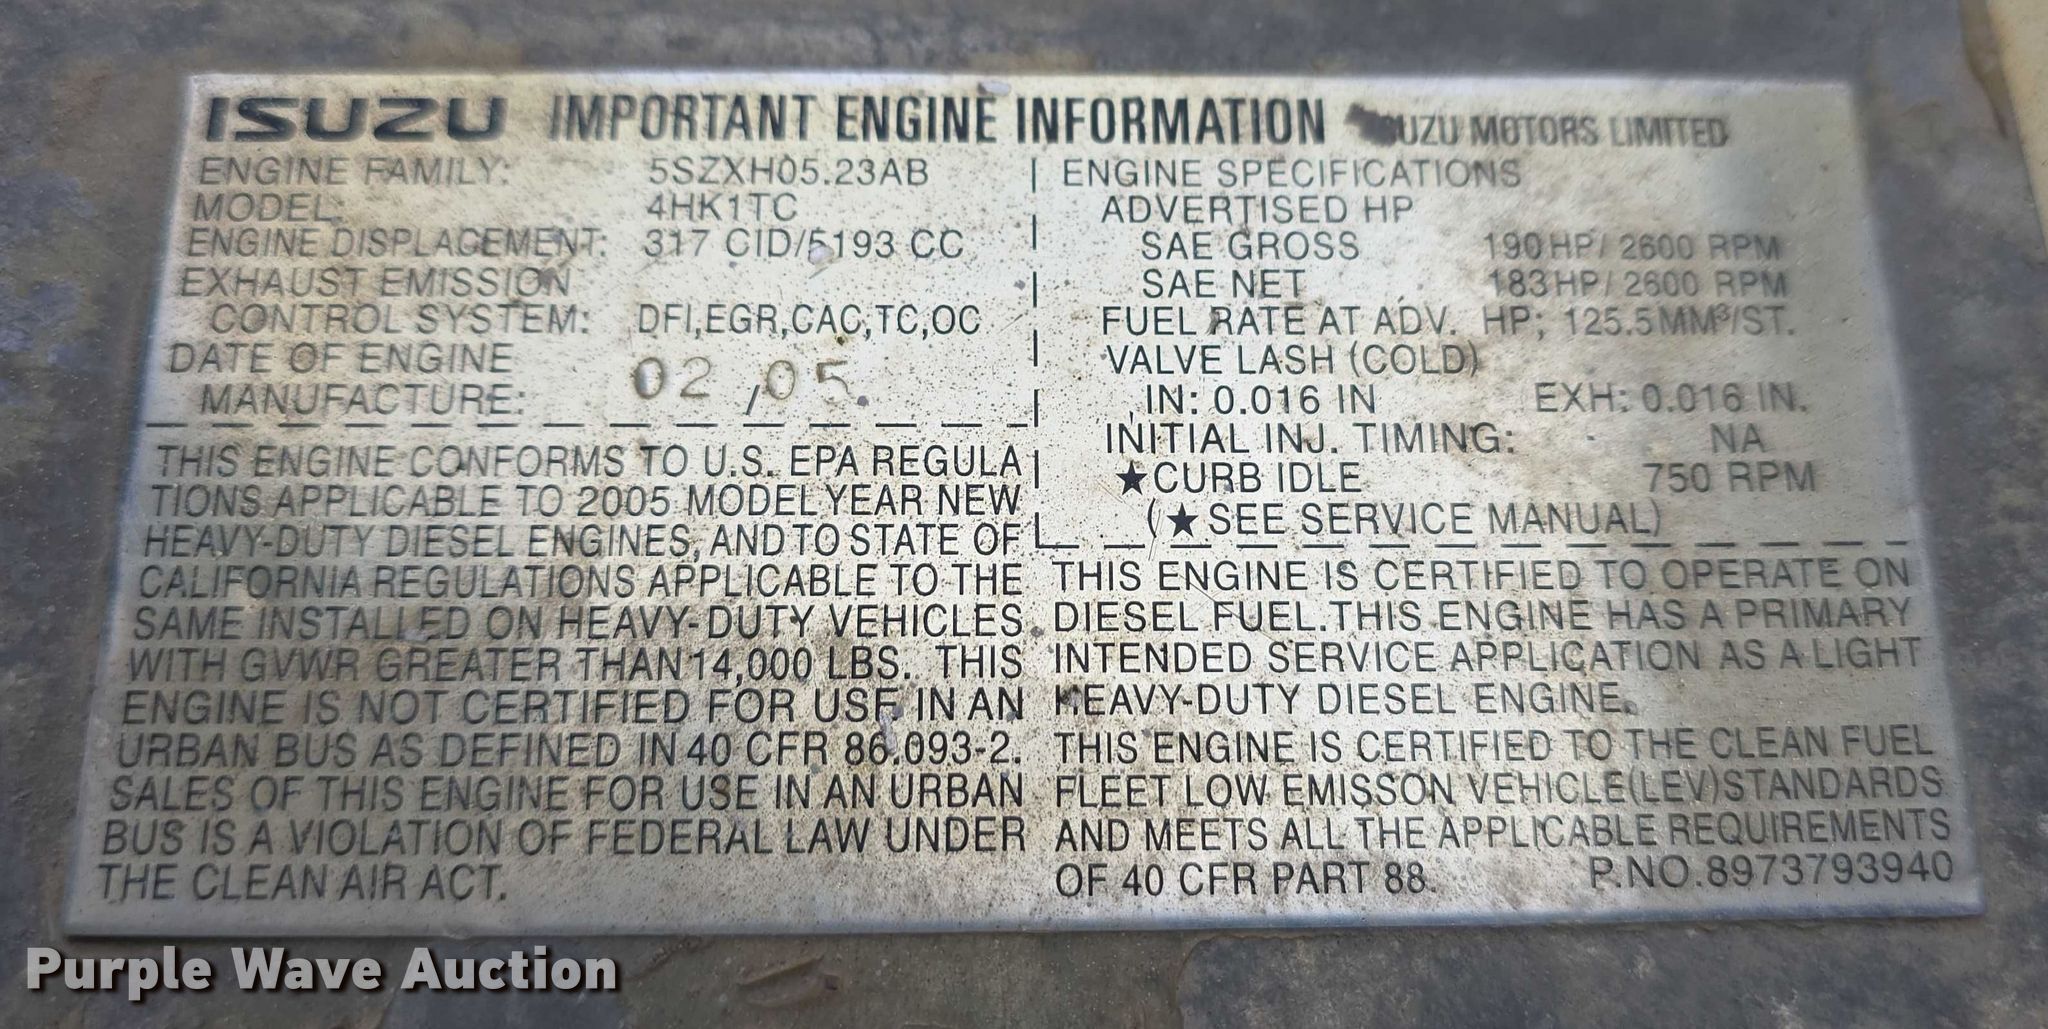 ISUZU IMPORTANT ENGINE INFORMATION ISUZU MOTORS LIMITED
ENGINE FAMILY: 5SZXH05.23AB
MODEL: 4HK1TC
ENGINE DISPLACEMENT: 317 CID/5193 CC
EXHAUST EMISSION
CONTROL SYSTEM: DFI,EGR,CAC,TC,OC
DATE OF ENGINE
MANUFACTURE: 02 / 05
THIS ENGINE CONFORMS TO U.S. EPA REGULA
TIONS APPLICABLE TO 2005 MODEL YEAR NEW
HEAVY-DUTY DIESEL ENGINES, AND TO STATE OF
CALIFORNIA REGULATIONS APPLICABLE TO THE
SAME INSTALLED ON HEAVY-DUTY VEHICLES
WITH GVWR GREATER THAN 14,000 LBS. THIS
ENGINE IS NOT CERTIFIED FOR USE IN AN
URBAN BUS AS DEFINED IN 40 CFR 86.093-2.
SALES OF THIS ENGINE FOR USE IN AN URBAN
BUS IS A VIOLATION OF FEDERAL LAW UNDER
THE CLEAN AIR ACT.
ENGINE SPECIFICATIONS
ADVERTISED HP
SAE GROSS 190 HP/ 2600 RPM
SAE NET 183 HP/ 2600 RPM
FUEL RATE AT ADV. HP; 125.5 MM³/ST.
VALVE LASH (COLD)
IN: 0.016 IN EXH: 0.016 IN.
INITIAL INJ. TIMING: NA
★CURB IDLE 750 RPM
(★SEE SERVICE MANUAL)
THIS ENGINE IS CERTIFIED TO OPERATE ON
DIESEL FUEL. THIS ENGINE HAS A PRIMARY
INTENDED SERVICE APPLICATION AS A LIGHT
HEAVY-DUTY DIESEL ENGINE.
THIS ENGINE IS CERTIFIED TO THE CLEAN FUEL
FLEET LOW EMISSON VEHICLE(LEV)STANDARDS
AND MEETS ALL THE APPLICABLE REQUIREMENTS
OF 40 CFR PART 88. P.NO.8973793940
Purple Wave Auction